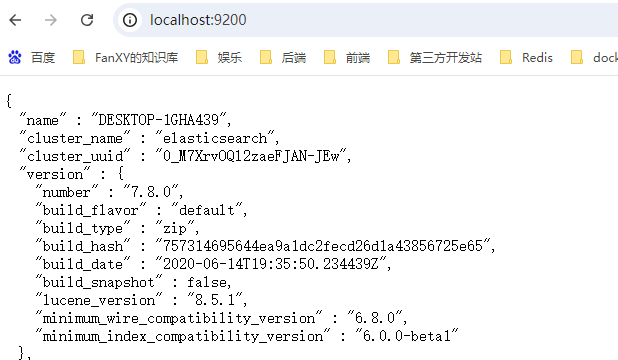 localhost:9200
百度 FanXY的知识库 娱乐 后端 前端 第三方开发站 Redis dock
{
"name" : "DESKTOP-1GHA439",
"cluster_name" : "elasticsearch",
"cluster_uuid" : "0_M7XrvOQ12zaeFJAN-JEw",
"version" : {
"number" : "7.8.0",
"build_flavor" : "default",
"build_type" : "zip",
"build_hash" : "757314695644ea9a1dc2fecd26d1a43856725e65",
"build_date" : "2020-06-14T19:35:50.234439Z",
"build_snapshot" : false,
"lucene_version" : "8.5.1",
"minimum_wire_compatibility_version" : "6.8.0",
"minimum_index_compatibility_version" : "6.0.0-beta1"
},